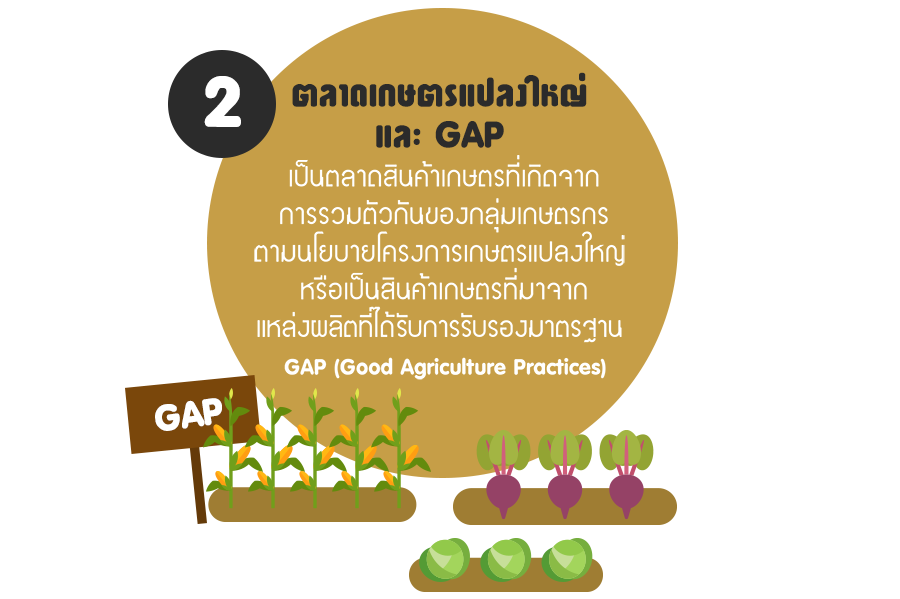 2
ตลาดเกษตรแปลงใหญ่
และ GAP
เป็นตลาดสินค้าเกษตรที่เกิดจาก
การรวมตัวกันของกลุ่มเกษตรกร
ตามนโยบายโครงการเกษตรแปลงใหญ่
หรือเป็นสินค้าเกษตรที่มาจาก
แหล่งผลิตที่ได้รับการรับรองมาตรฐาน
GAP (Good Agriculture Practices)
GAP